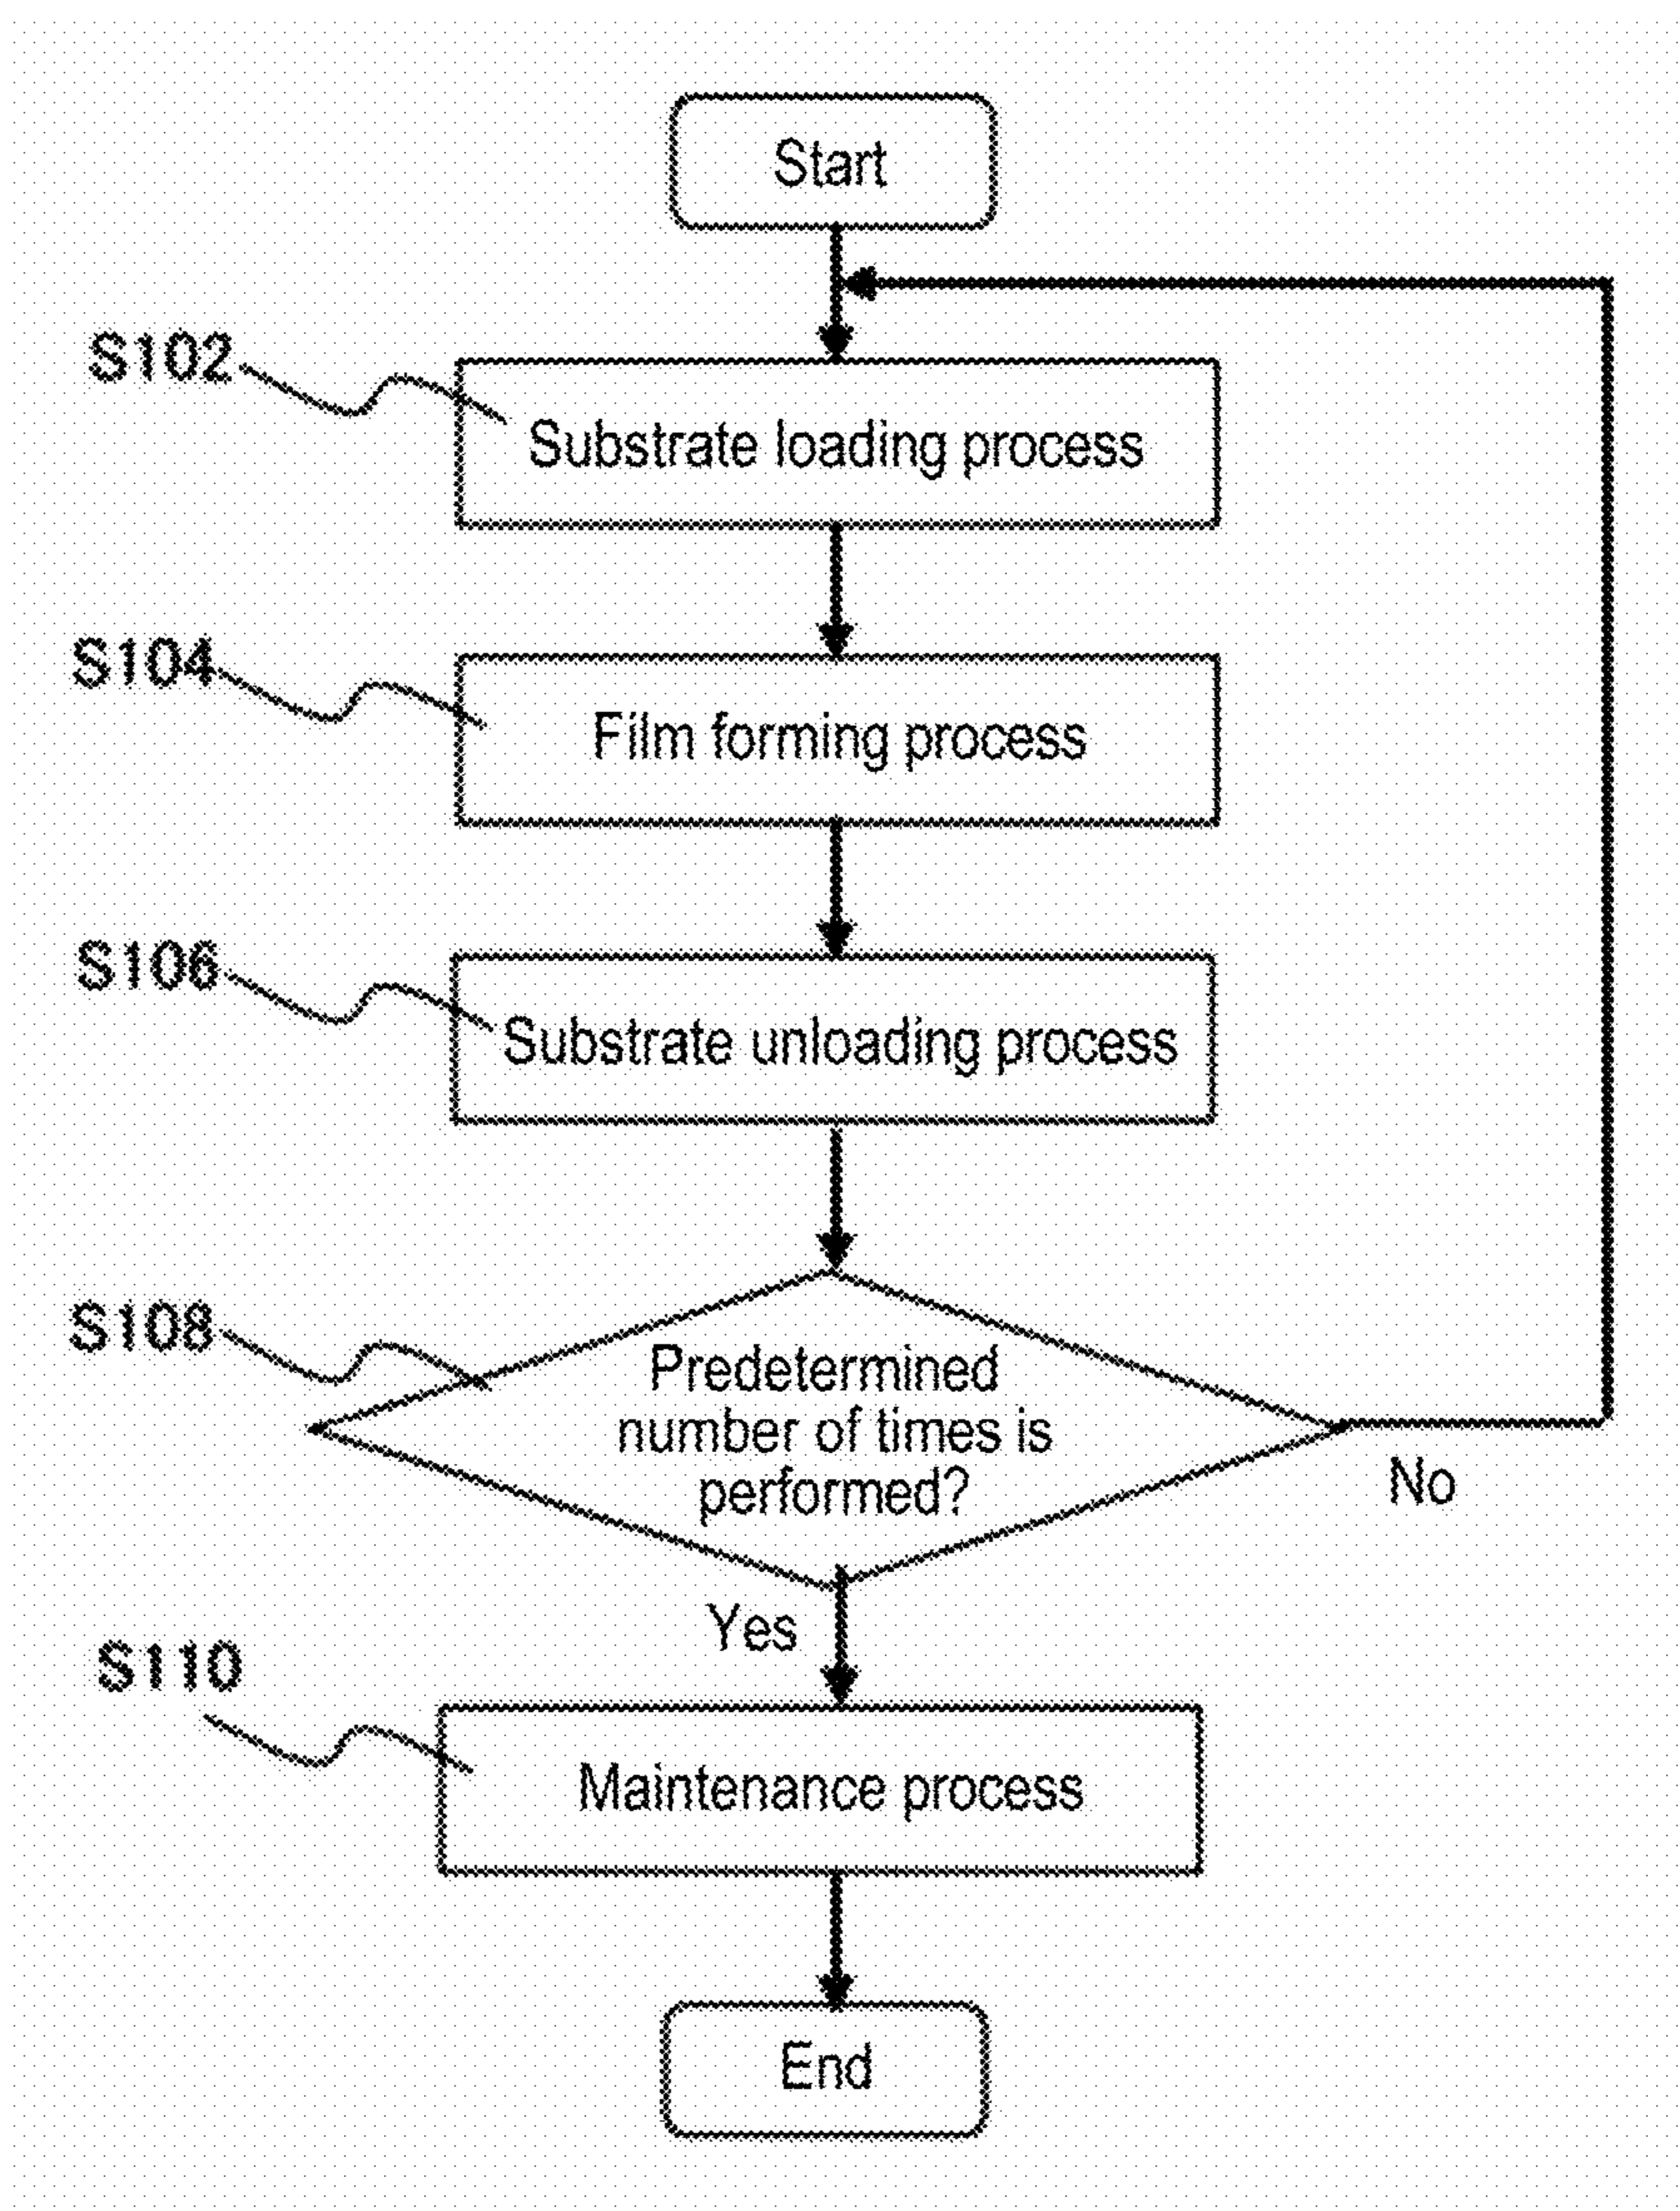 Start
S102
Substrate loading process
S104
Film forming process
S106
Substrate unloading process
S108
Predetermined
number of times is
performed?
No
Yes
S110
Maintenance process
End